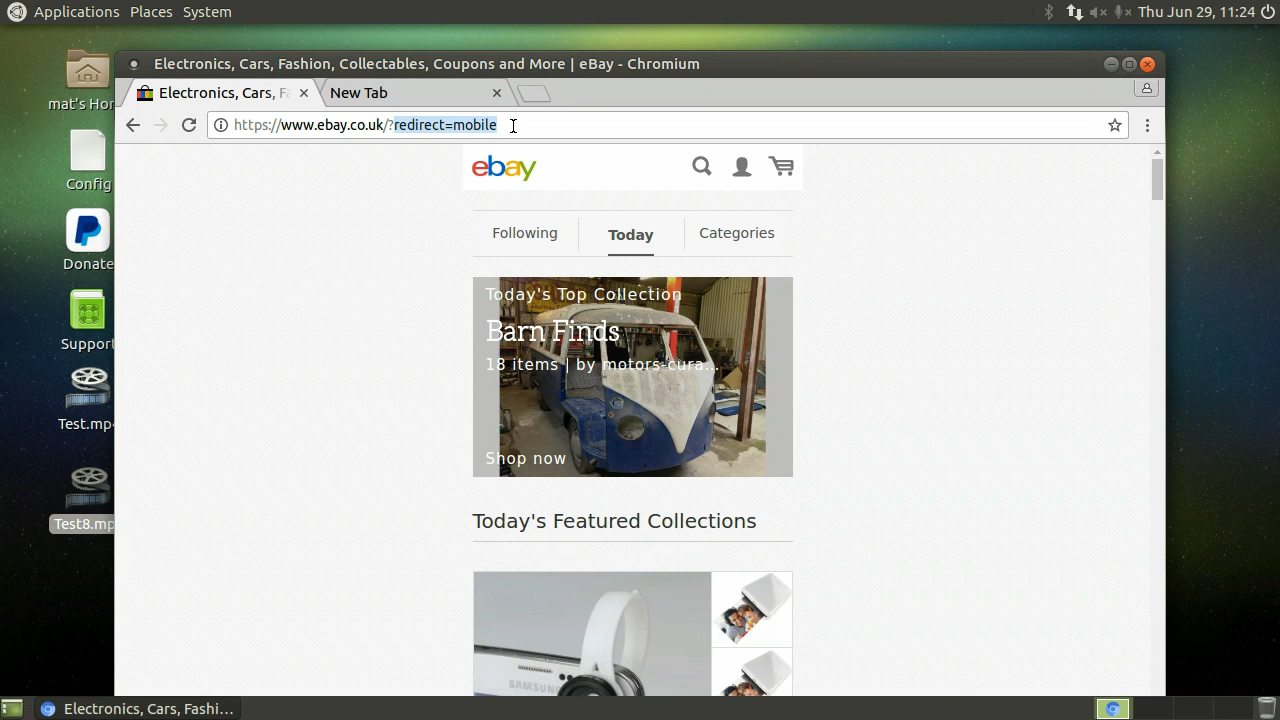 Applications Places System
Thu Jun 29, 11:24
Electronics, Cars, Fashion, Collectables, Coupons and More | eBay - Chromium
Electronics, Cars, F
New Tab
https://www.ebay.co.uk/?redirect=mobile
ebay
Following
Today
Categories
Today's Top Collection
Barn Finds
18 items | by motors-cura...
Shop now
Today's Featured Collections
SAMSUNG
mat's Hor
Config
Donate
Support
Test.mp4
Test8.mp
Electronics, Cars, Fashi...